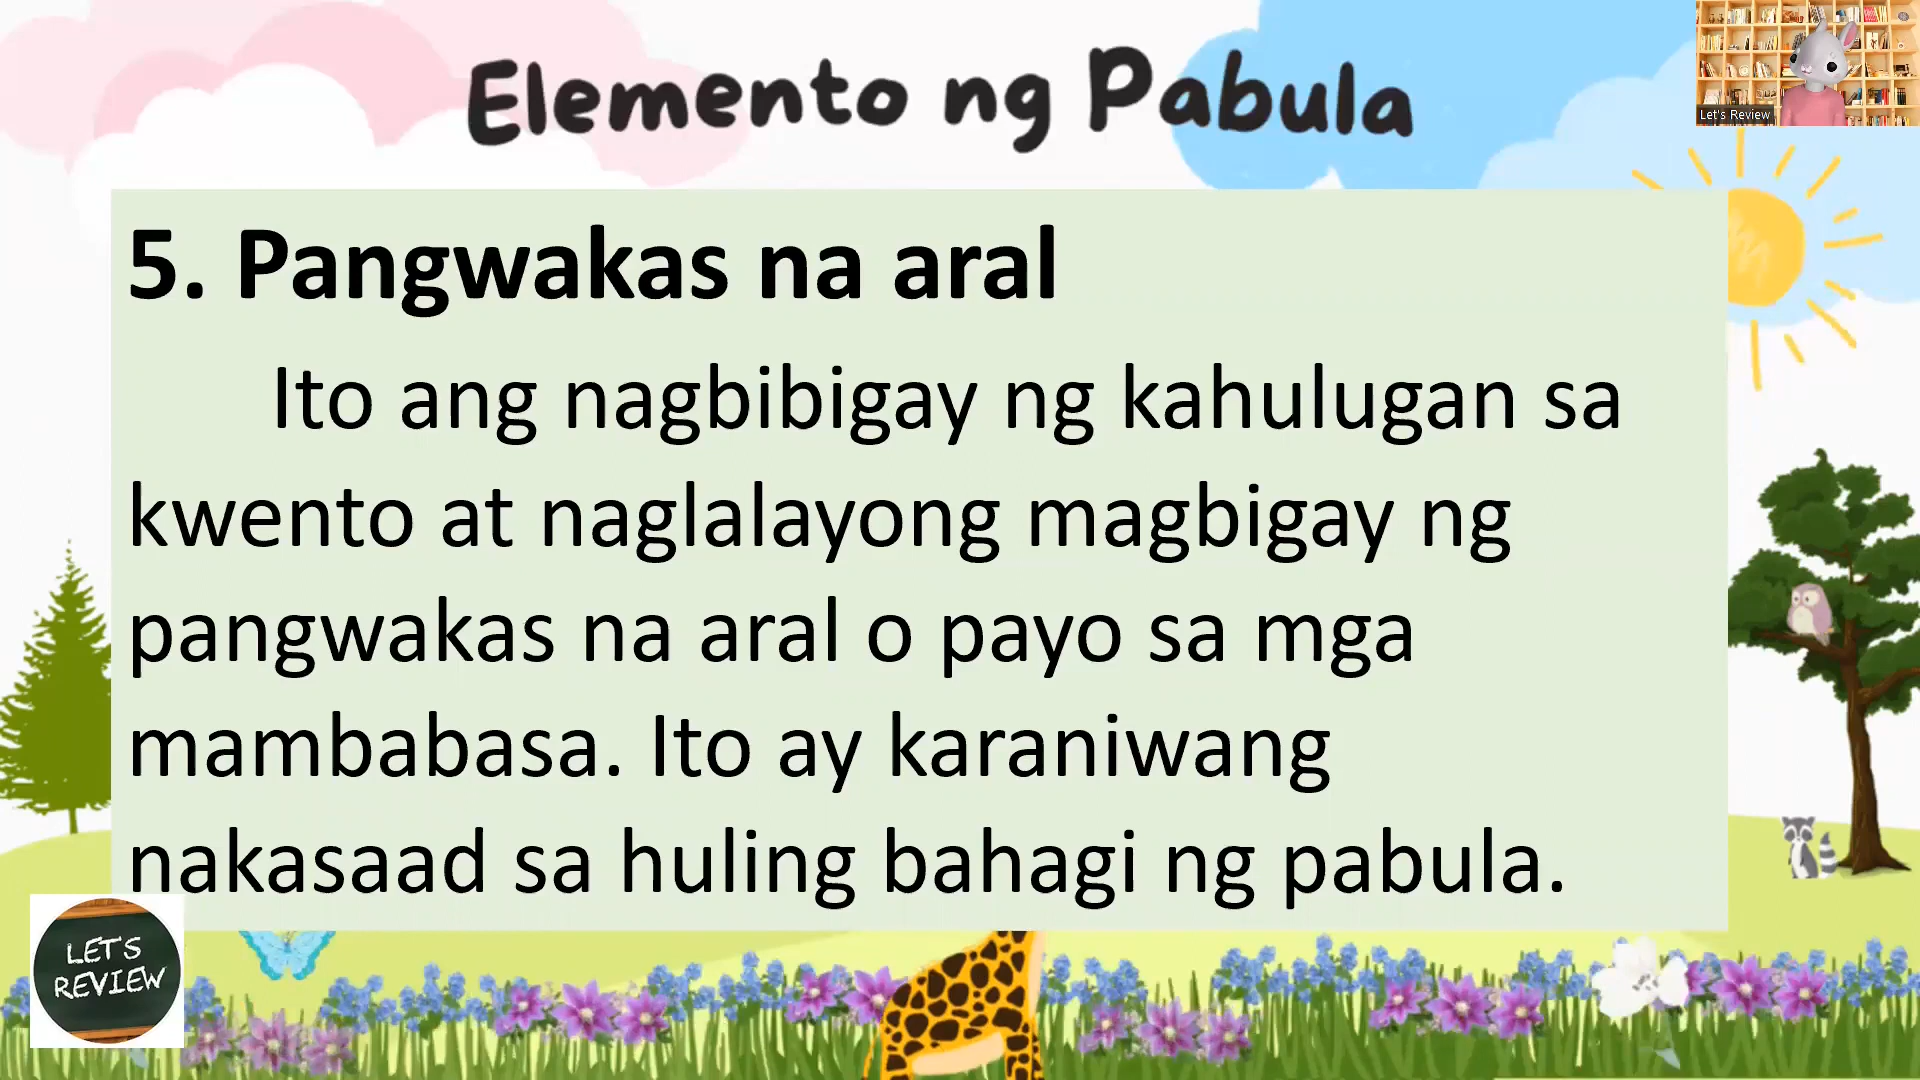 Elemento ng Pabula
Let's Review
5. Pangwakas na aral
Ito ang nagbibigay ng kahulugan sa
kwento at naglalayong magbigay ng
pangwakas na aral o payo sa mga
mambabasa. Ito ay karaniwang
nakasaad sa huling bahagi ng pabula.
LET'S
REVIEW